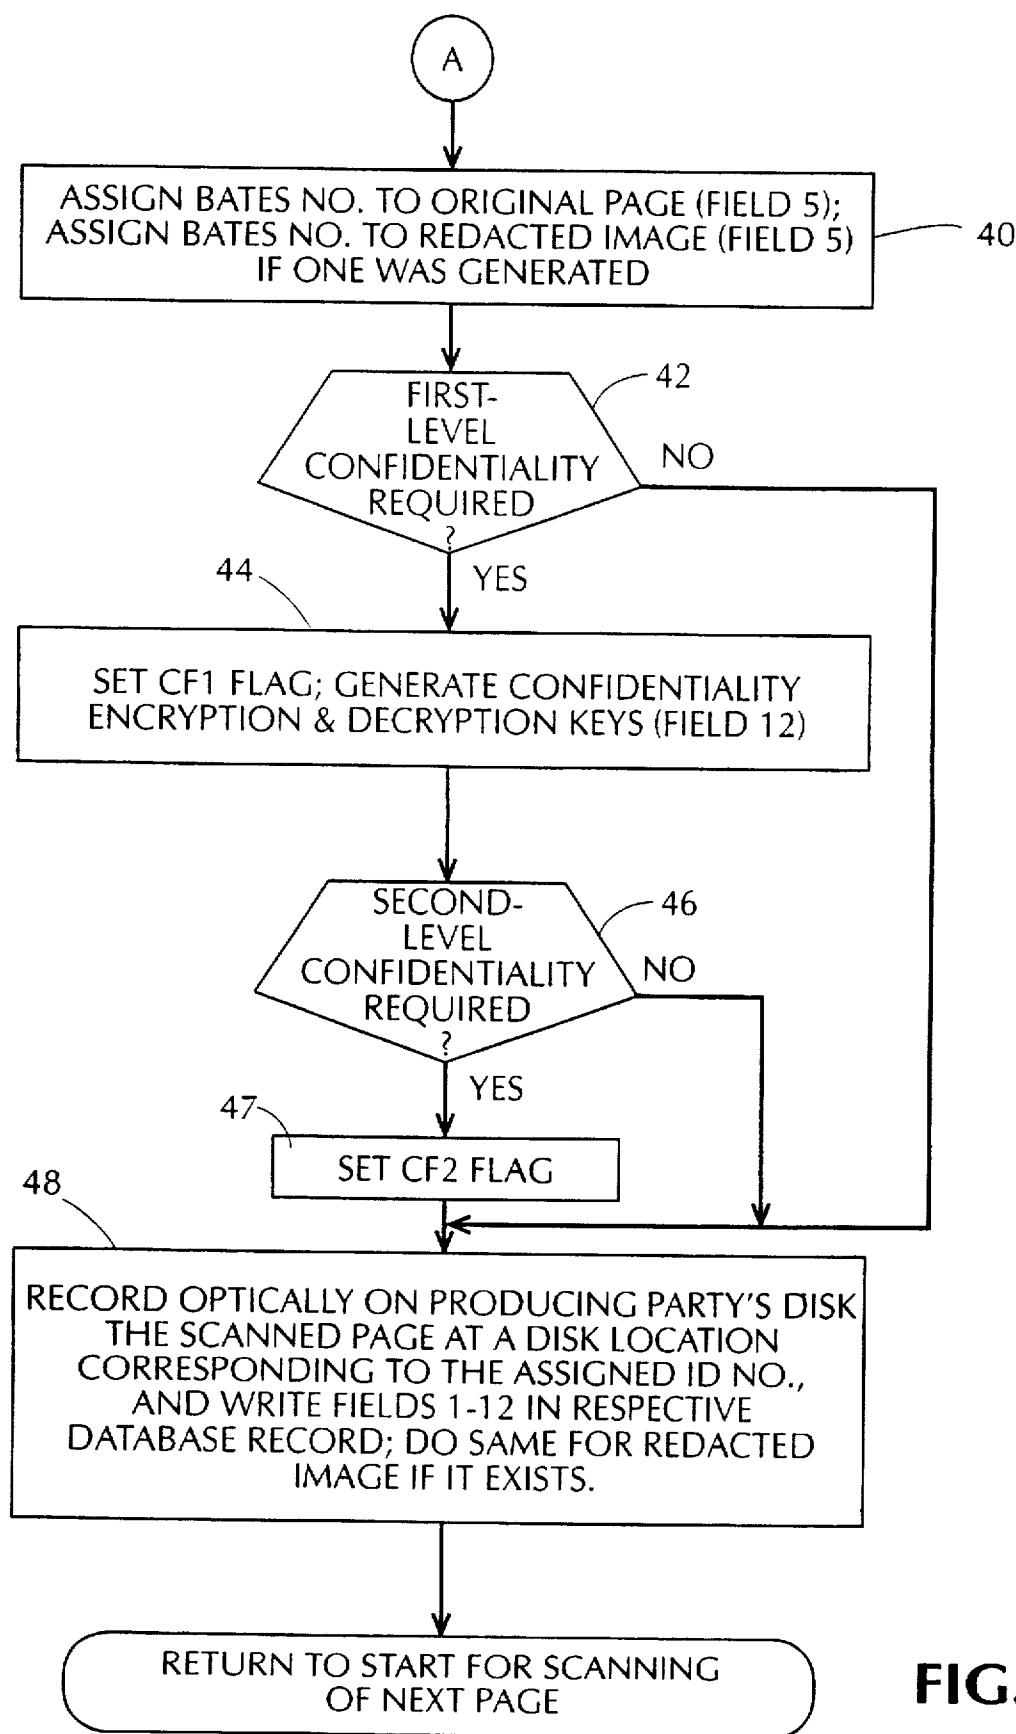 A
ASSIGN BATES NO. TO ORIGINAL PAGE (FIELD 5);
ASSIGN BATES NO. TO REDACTED IMAGE (FIELD 5)
IF ONE WAS GENERATED
40
42
FIRST-
LEVEL
CONFIDENTIALITY
REQUIRED
?
NO
YES
44
SET CF1 FLAG; GENERATE CONFIDENTIALITY
ENCRYPTION & DECRYPTION KEYS (FIELD 12)
SECOND-
LEVEL
CONFIDENTIALITY
REQUIRED
?
46
NO
YES
47
SET CF2 FLAG
48
RECORD OPTICALLY ON PRODUCING PARTY'S DISK
THE SCANNED PAGE AT A DISK LOCATION
CORRESPONDING TO THE ASSIGNED ID NO.,
AND WRITE FIELDS 1-12 IN RESPECTIVE
DATABASE RECORD; DO SAME FOR REDACTED
IMAGE IF IT EXISTS.
RETURN TO START FOR SCANNING
OF NEXT PAGE
FIG.